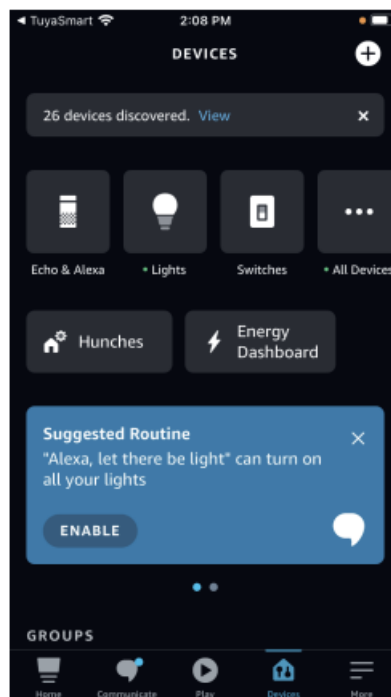 ◀ TuyaSmart 2:08 PM
DEVICES
26 devices discovered. View
Echo & Alexa
• Lights
Switches
• All Devices
Hunches
Energy
Dashboard
Suggested Routine
"Alexa, let there be light" can turn on
all your lights
ENABLE
GROUPS
Home Communicate Play Devices More